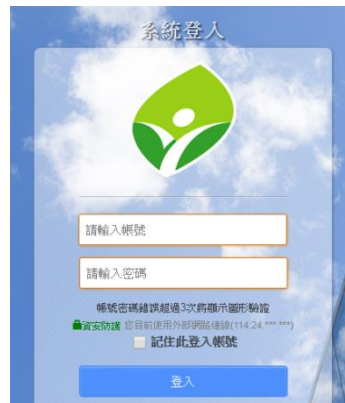 系統登入
請輸入帳號
請輸入密碼
帳號密碼錯誤超過3次將顯示圖形驗證
資安防護 您目前使用外部網路連線(114.24.***.***)
記住此登入帳號
登入